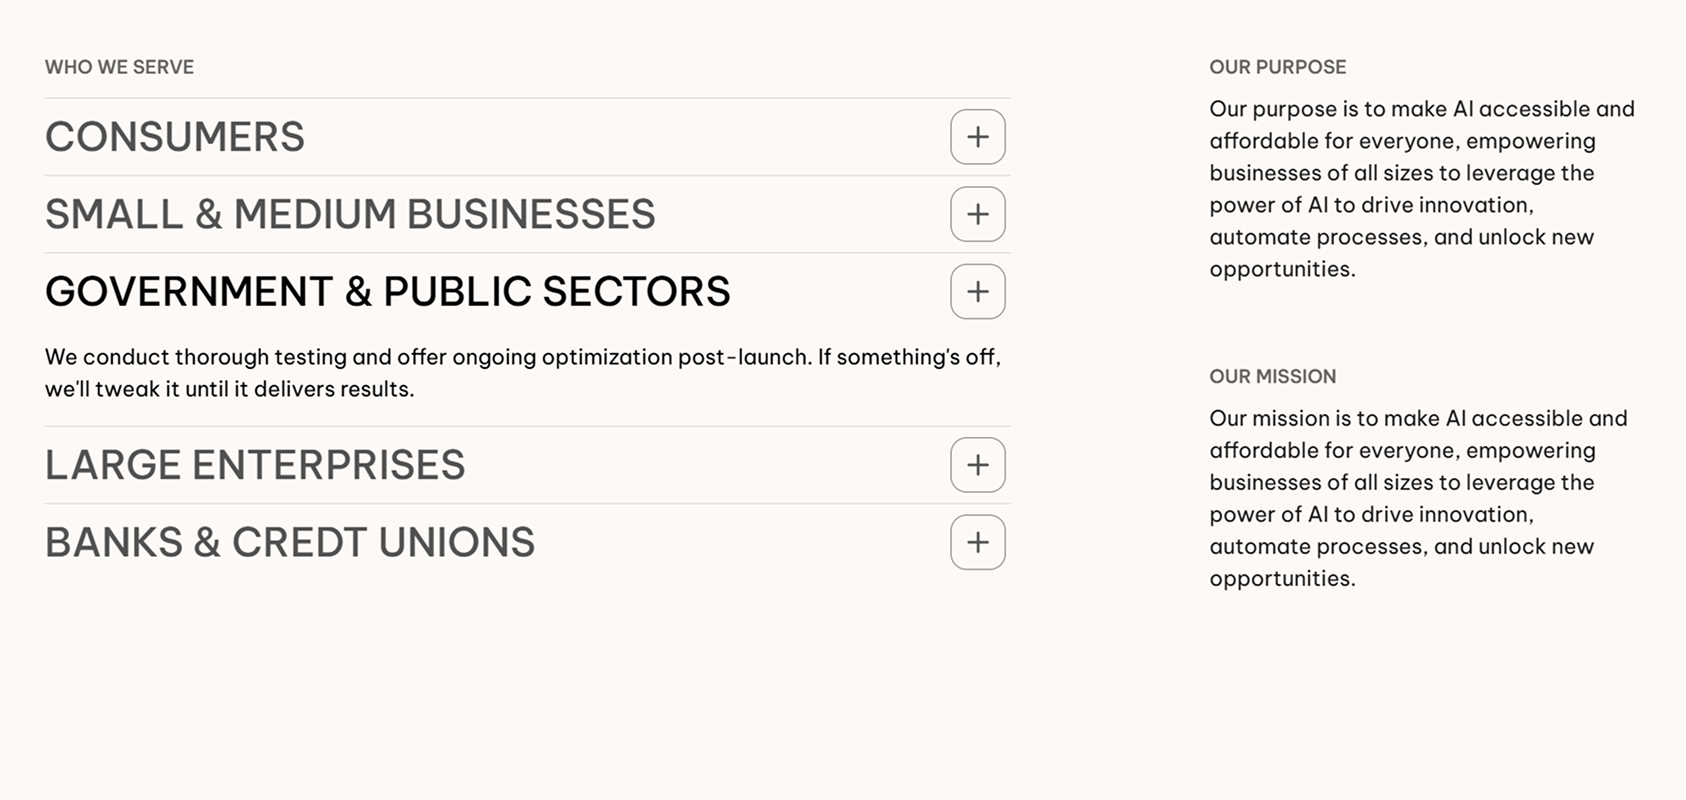 WHO WE SERVE
CONSUMERS
SMALL & MEDIUM BUSINESSES
GOVERNMENT & PUBLIC SECTORS
We conduct thorough testing and offer ongoing optimization post-launch. If something's off,
we'll tweak it until it delivers results.
LARGE ENTERPRISES
BANKS & CREDT UNIONS
OUR PURPOSE
Our purpose is to make AI accessible and
affordable for everyone, empowering
businesses of all sizes to leverage the
power of AI to drive innovation,
automate processes, and unlock new
opportunities.
OUR MISSION
Our mission is to make AI accessible and
affordable for everyone, empowering
businesses of all sizes to leverage the
power of AI to drive innovation,
automate processes, and unlock new
opportunities.